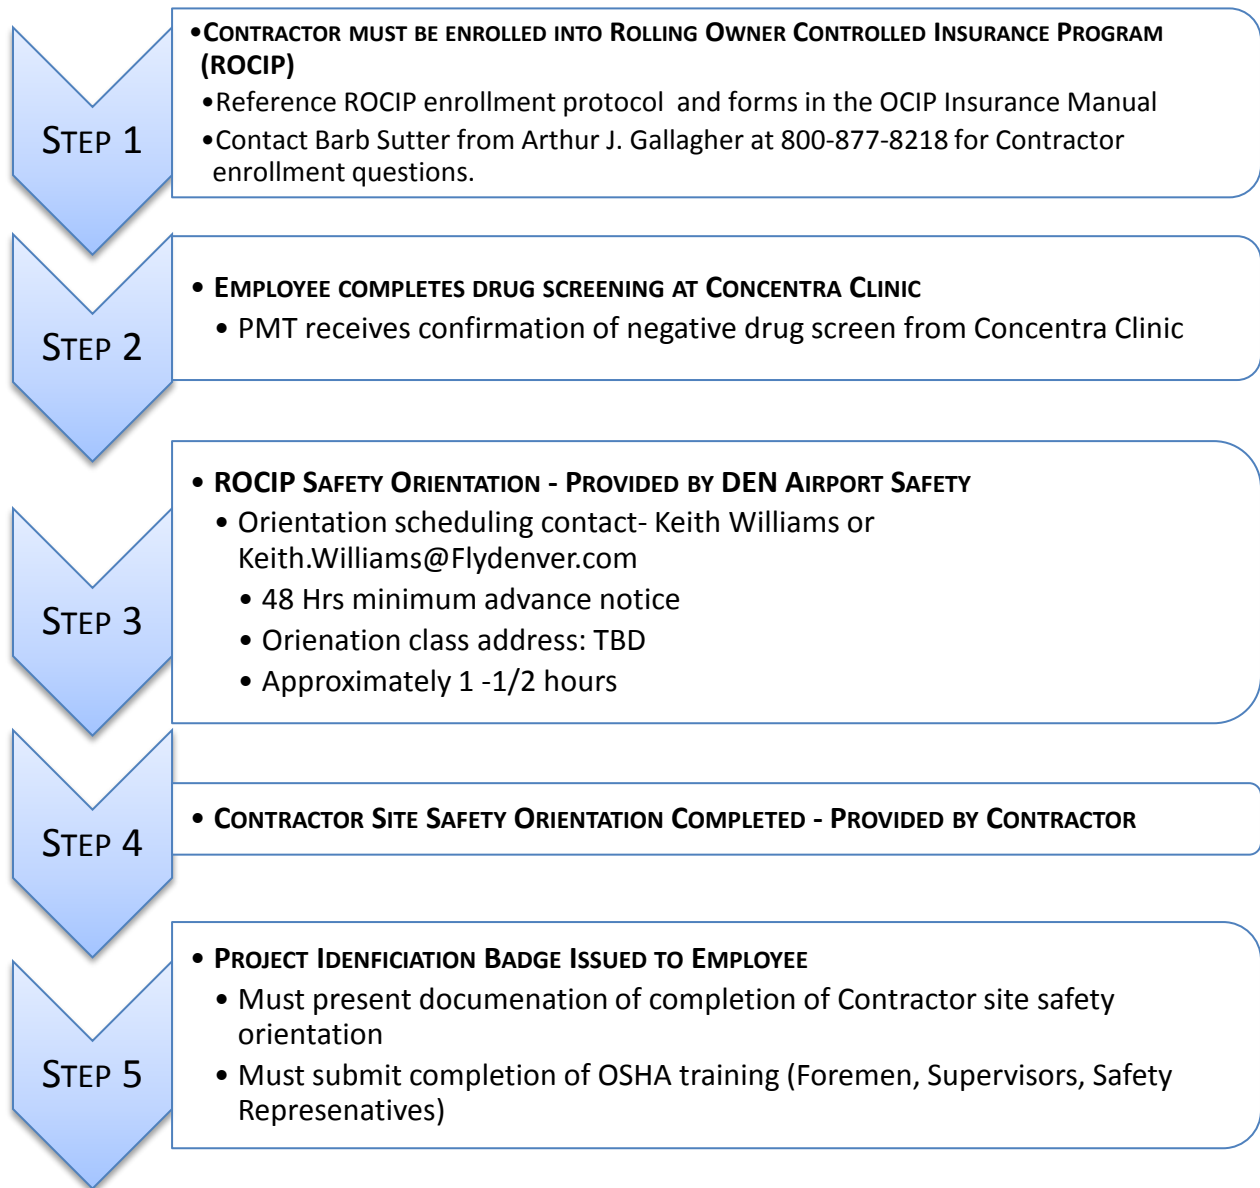 STEP 1
•CONTRACTOR MUST BE ENROLLED INTO ROLLING OWNER CONTROLLED INSURANCE PROGRAM
(ROCIP)
•Reference ROCIP enrollment protocol and forms in the OCIP Insurance Manual
•Contact Barb Sutter from Arthur J. Gallagher at 800-877-8218 for Contractor
enrollment questions.
STEP 2
• EMPLOYEE COMPLETES DRUG SCREENING AT CONCENTRA CLINIC
• PMT receives confirmation of negative drug screen from Concentra Clinic
STEP 3
• ROCIP SAFETY ORIENTATION - PROVIDED BY DEN AIRPORT SAFETY
• Orientation scheduling contact- Keith Williams or
Keith.Williams@Flydenver.com
• 48 Hrs minimum advance notice
• Orienation class address: TBD
• Approximately 1 -1/2 hours
STEP 4
• CONTRACTOR SITE SAFETY ORIENTATION COMPLETED - PROVIDED BY CONTRACTOR
STEP 5
• PROJECT IDENFICIATION BADGE ISSUED TO EMPLOYEE
• Must present documenation of completion of Contractor site safety
orientation
• Must submit completion of OSHA training (Foremen, Supervisors, Safety
Represenatives)